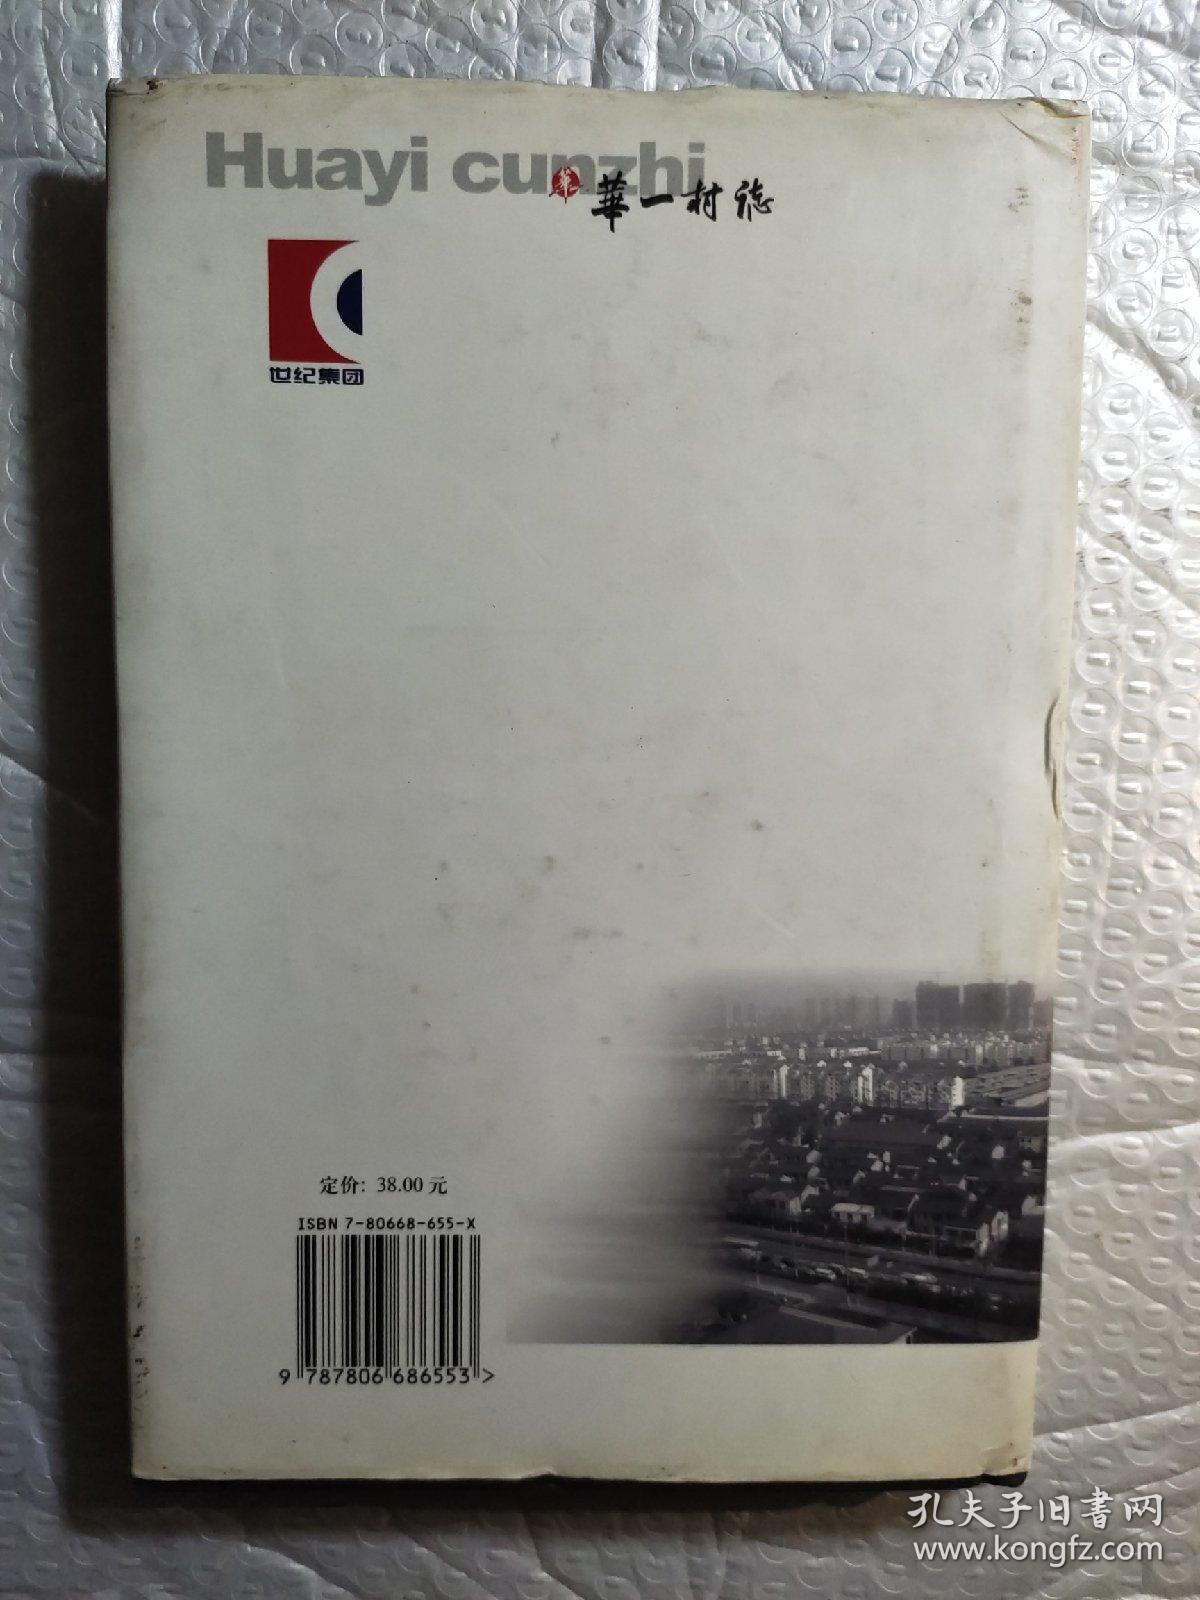 Huayi cunzhi
華 華一村誌
世纪集团
定价：38.00 元
ISBN 7-80668-655-X
9 787806 686553 >
孔夫子旧书网
www.kongfz.com